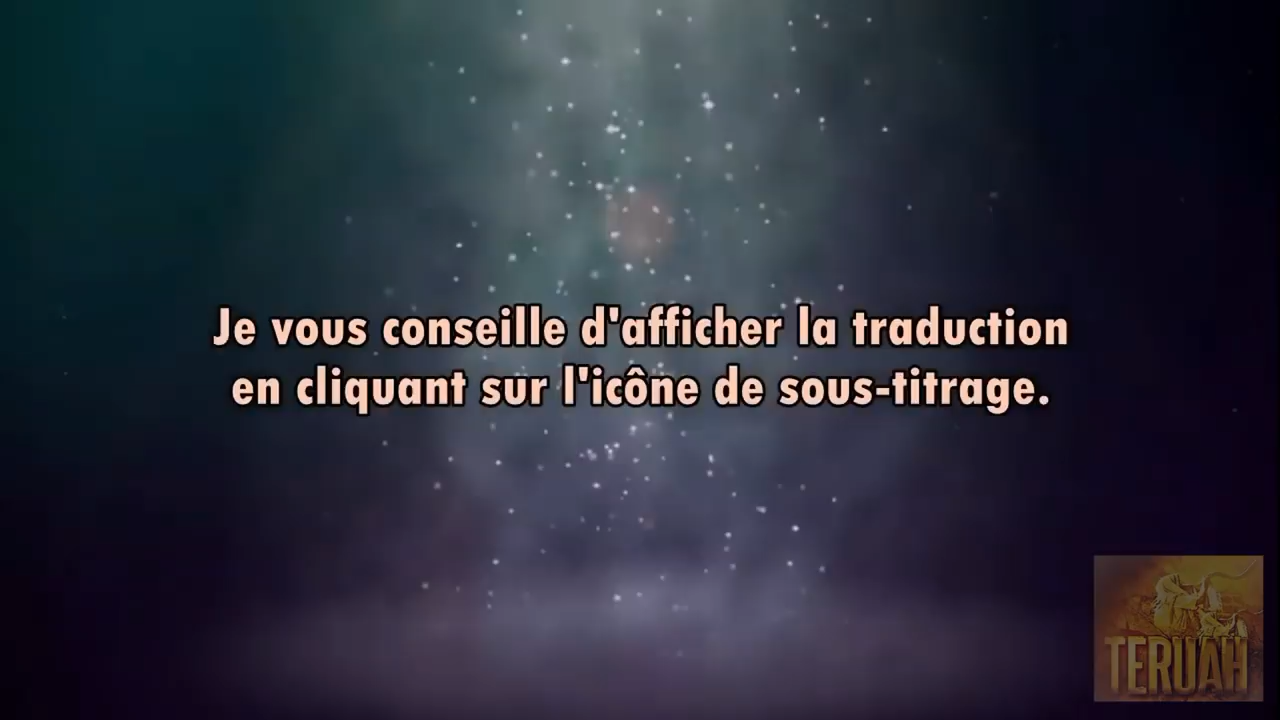 Je vous conseille d'afficher la traduction
en cliquant sur l'icône de sous-titrage.
TERUAH